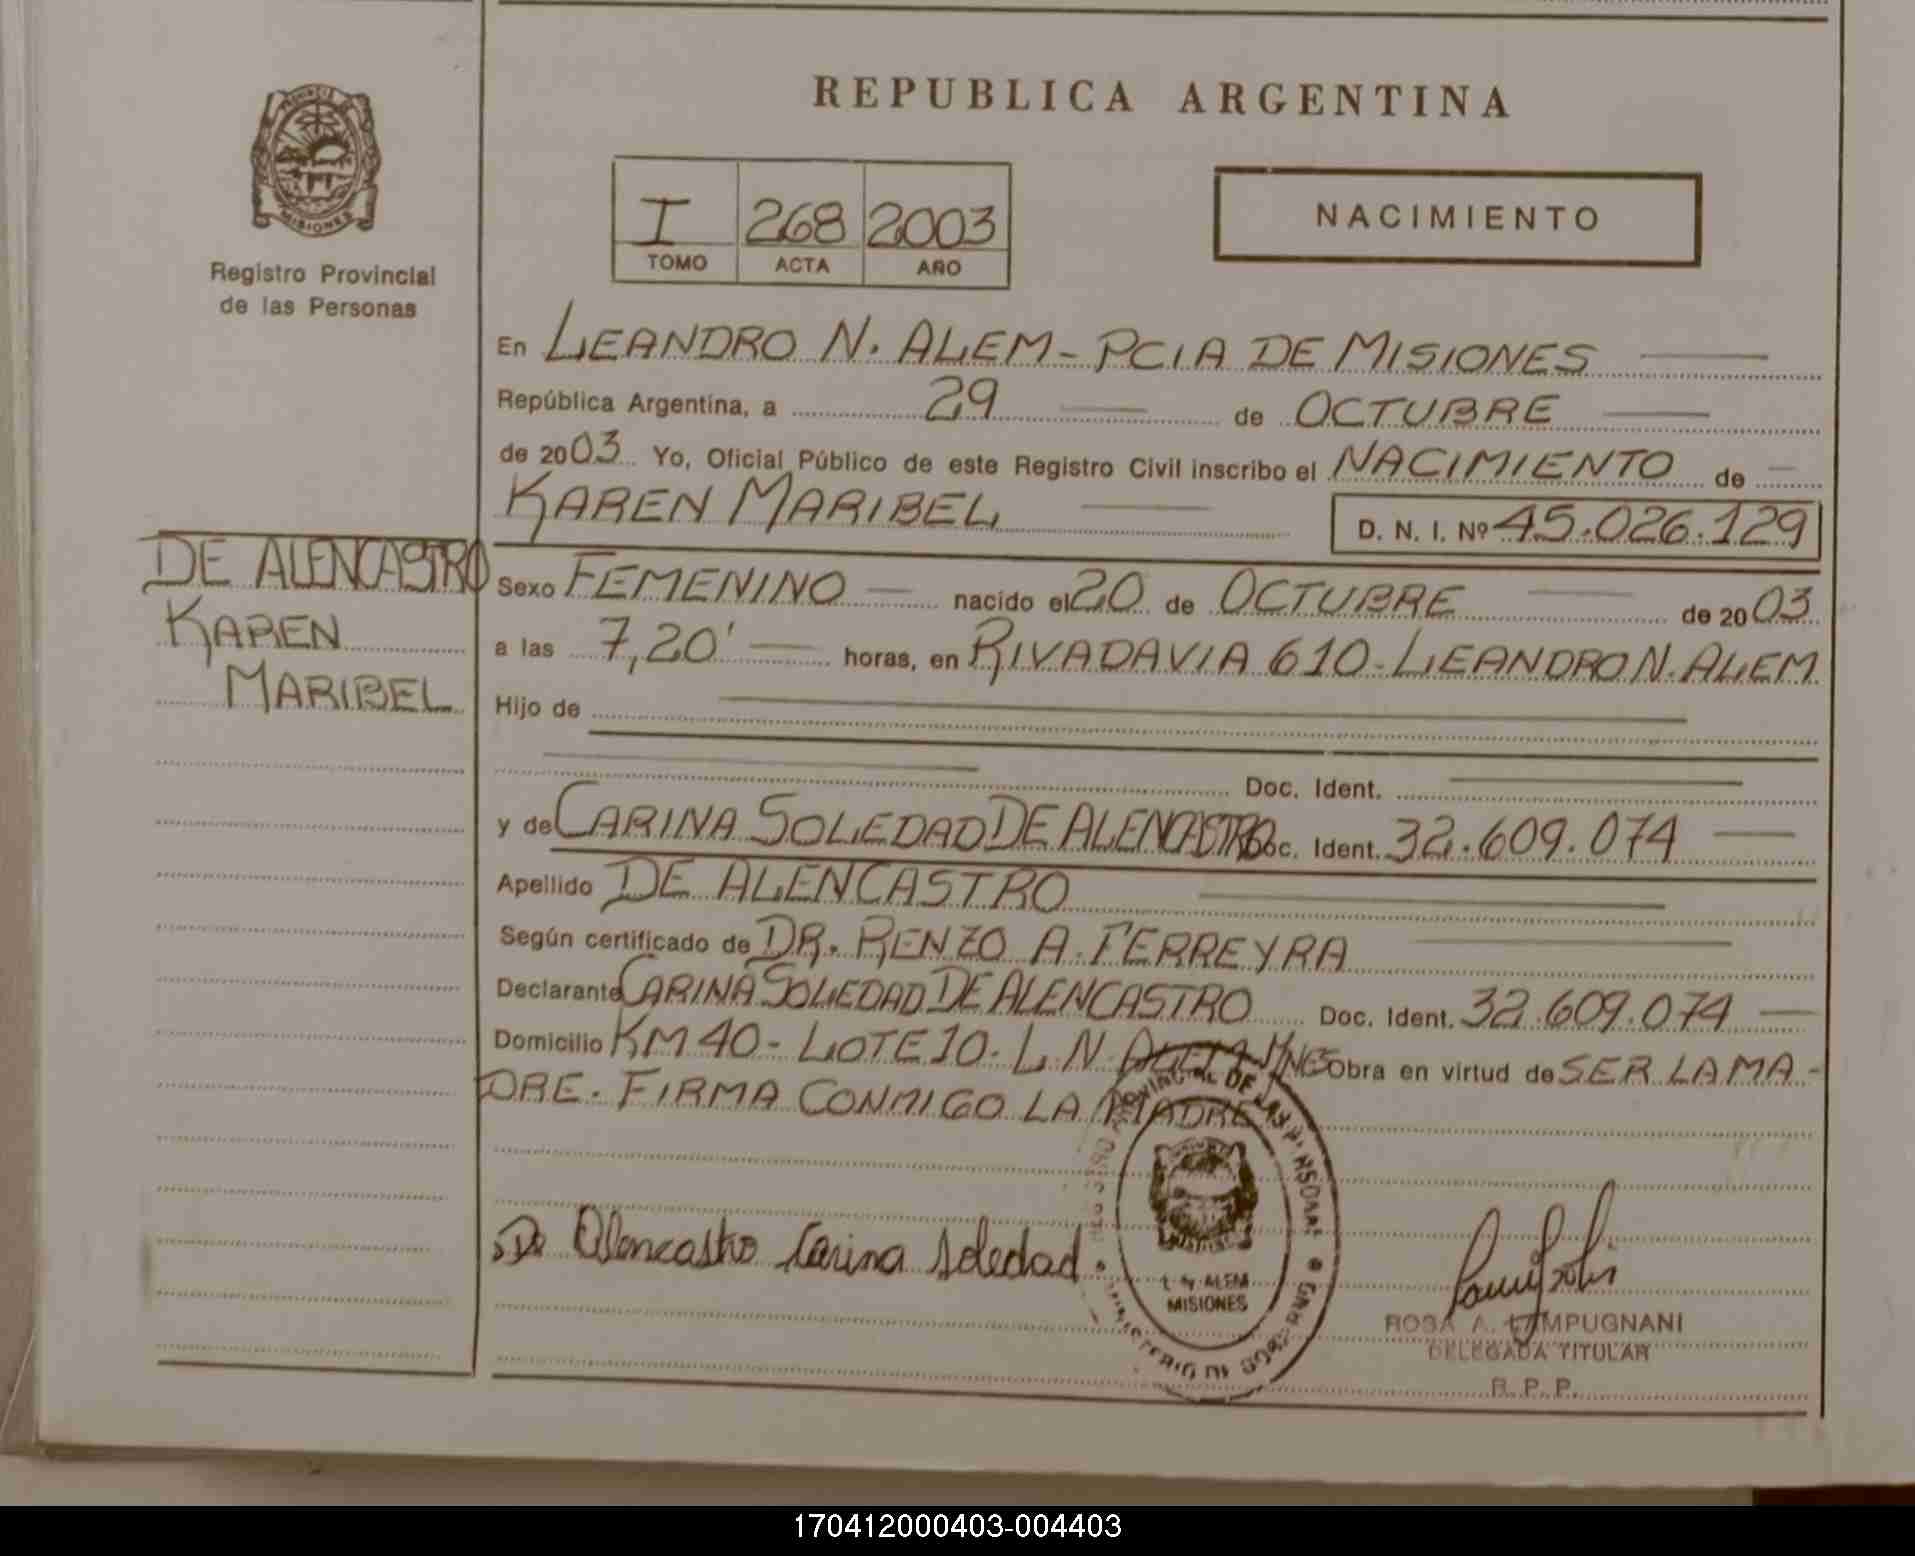 REPUBLICA ARGENTINA
PROVINCIA
MISIONES
Registro Provincial
de las Personas
I 268 2003
TOMO ACTA AÑO
NACIMIENTO
En LEANDRO N. ALEM - PCIA DE MISIONES
República Argentina, a 29 de OCTUBRE
de 2003 Yo, Oficial Público de este Registro Civil inscribo el NACIMIENTO de
KAREN MARIBEL D. N. I. Nº 45.026.129
DE ALENCASTRO
KAREN
MARIBEL
Sexo FEMENINO nacido el 20 de OCTUBRE de 2003
a las 7,20' horas, en RIVADAVIA 610 - LEANDRO N. ALEM
Hijo de
Doc. Ident.
y de CARINA SOLEDAD DE ALENCASTRO Doc. Ident. 32.609.074
Apellido DE ALENCASTRO
Según certificado de DR. RENZO A. FERREYRA
Declarante CARINA SOLEDAD DE ALENCASTRO Doc. Ident. 32.609.074
Domicilio KM 40 - LOTE 10 - L. N. ALEM MNES Obra en virtud de SER LA MA-
DRE. FIRMA CONMIGO LA MADRE
De Alencastro Carina Soledad
L. N. ALEM
MISIONES
ROSA A. LAMPUGNANI
DELEGADA TITULAR
R. P. P.
170412000403-004403